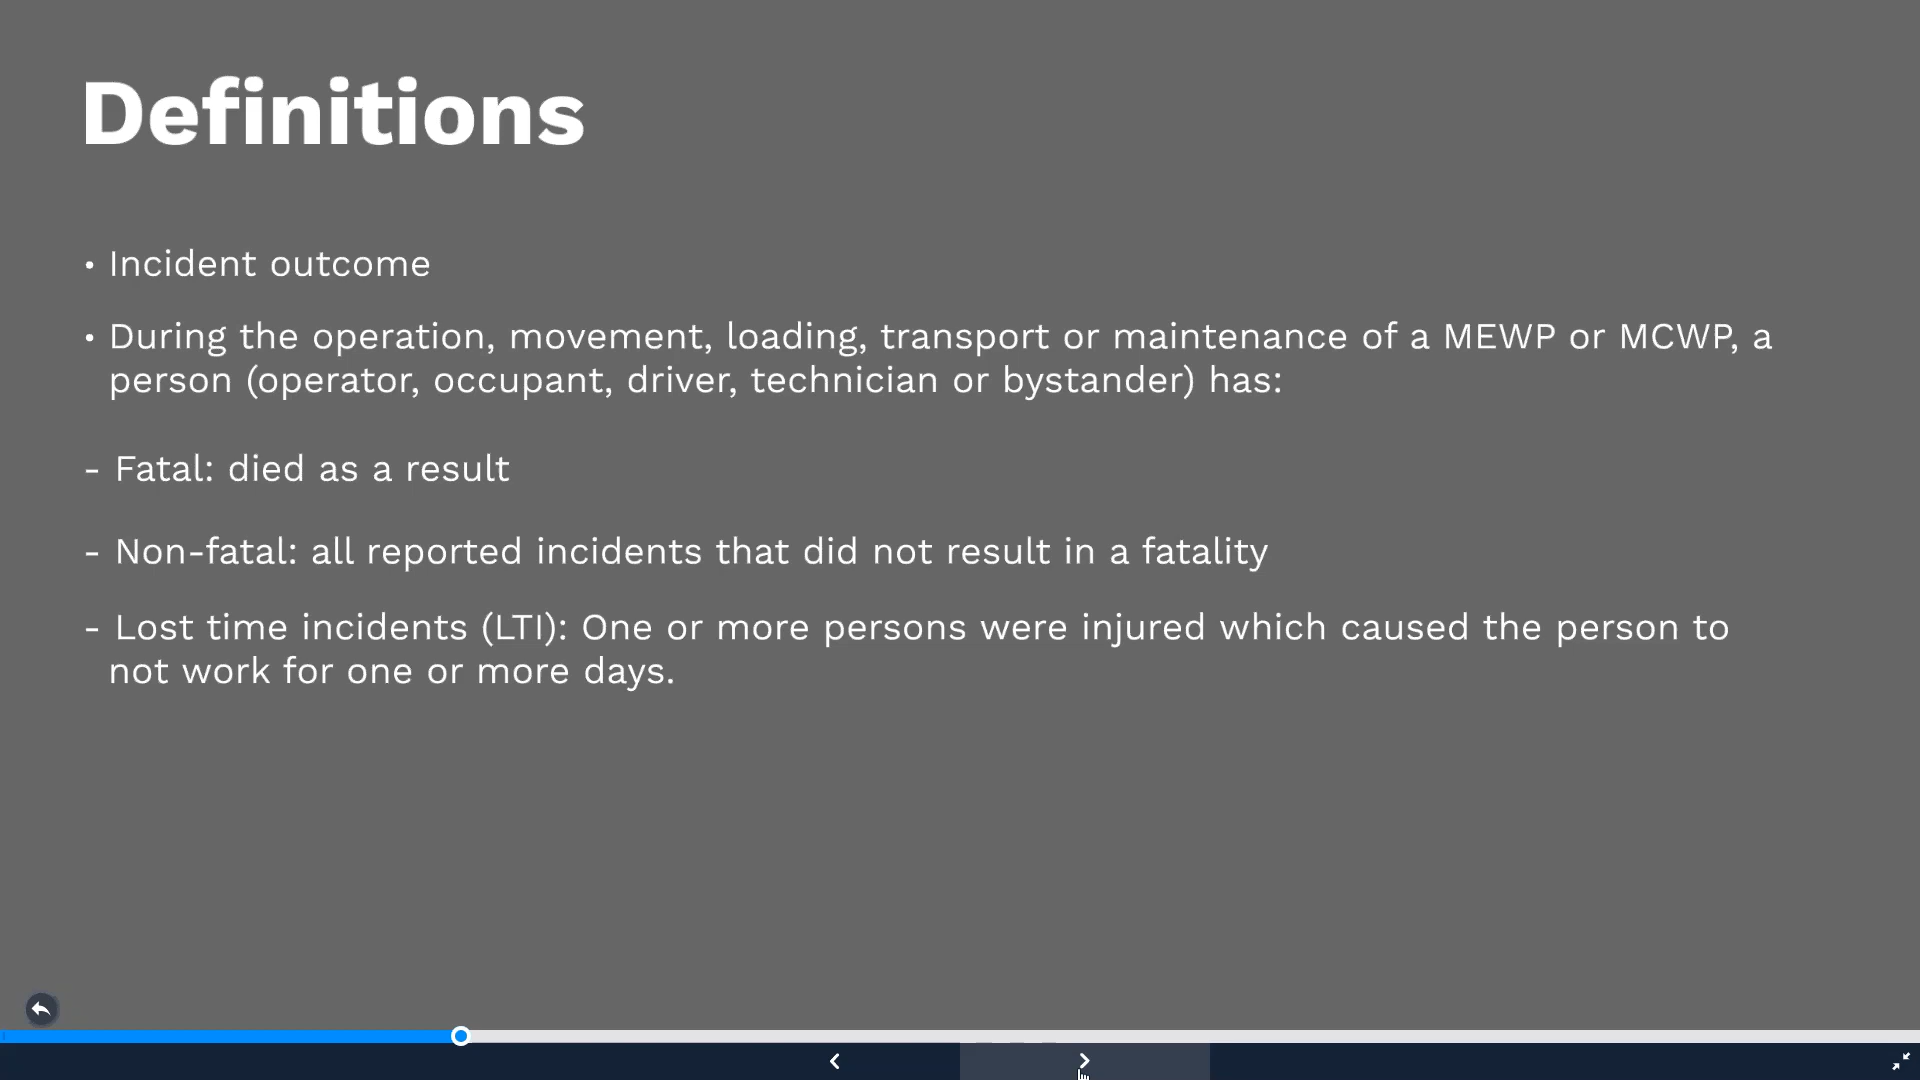 Definitions
• Incident outcome
• During the operation, movement, loading, transport or maintenance of a MEWP or MCWP, a
person (operator, occupant, driver, technician or bystander) has:
- Fatal: died as a result
- Non-fatal: all reported incidents that did not result in a fatality
- Lost time incidents (LTI): One or more persons were injured which caused the person to
not work for one or more days.